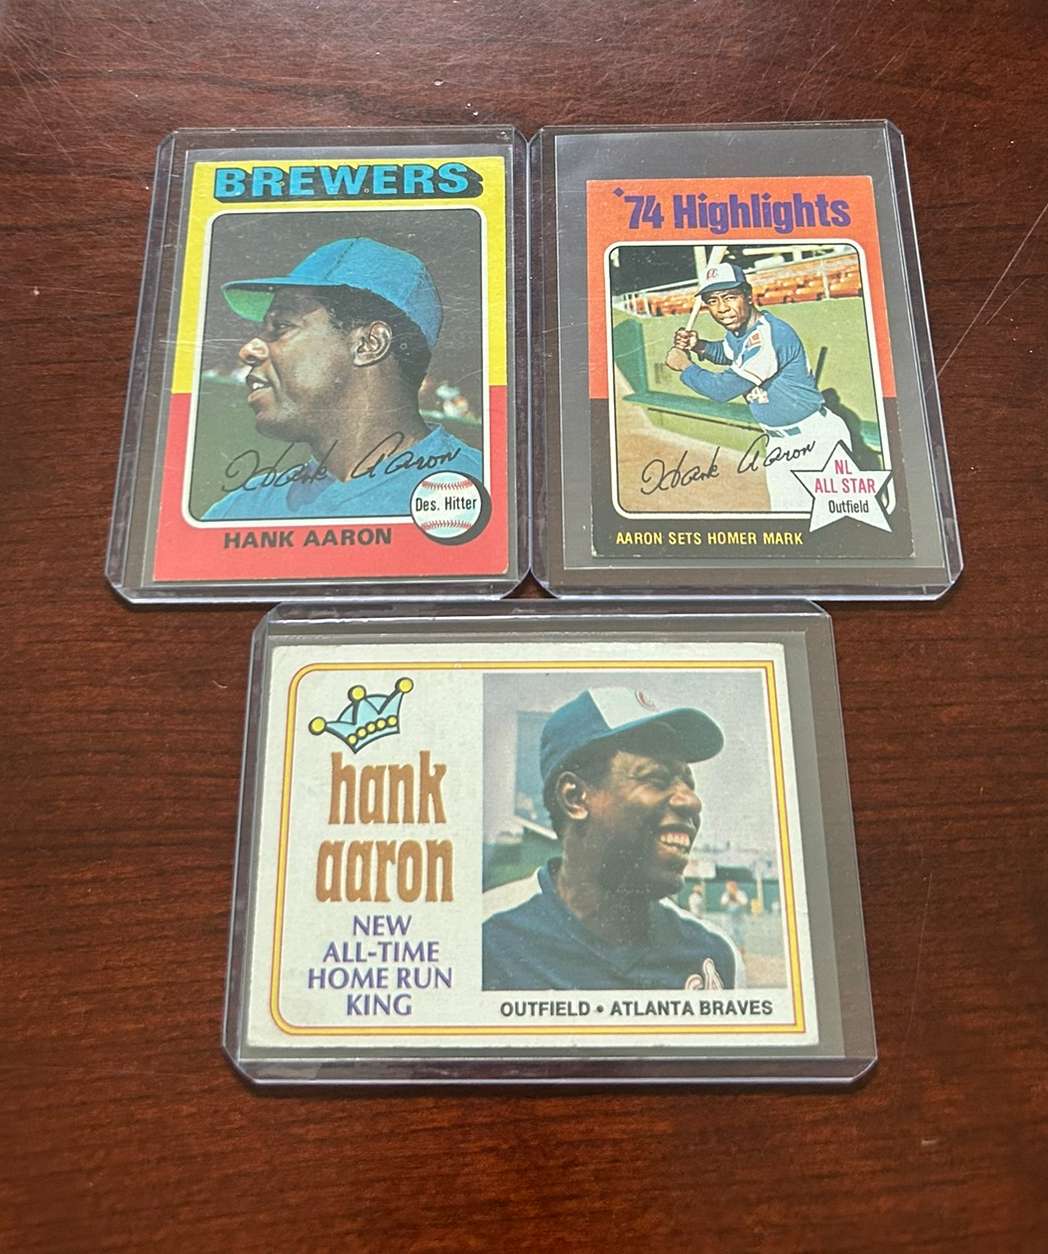 BREWERS
Hank Aaron
Des. Hitter
HANK AARON
'74 Highlights
Hank Aaron
NL
ALL STAR
Outfield
AARON SETS HOMER MARK
hank
aaron
NEW
ALL-TIME
HOME RUN
KING
OUTFIELD • ATLANTA BRAVES